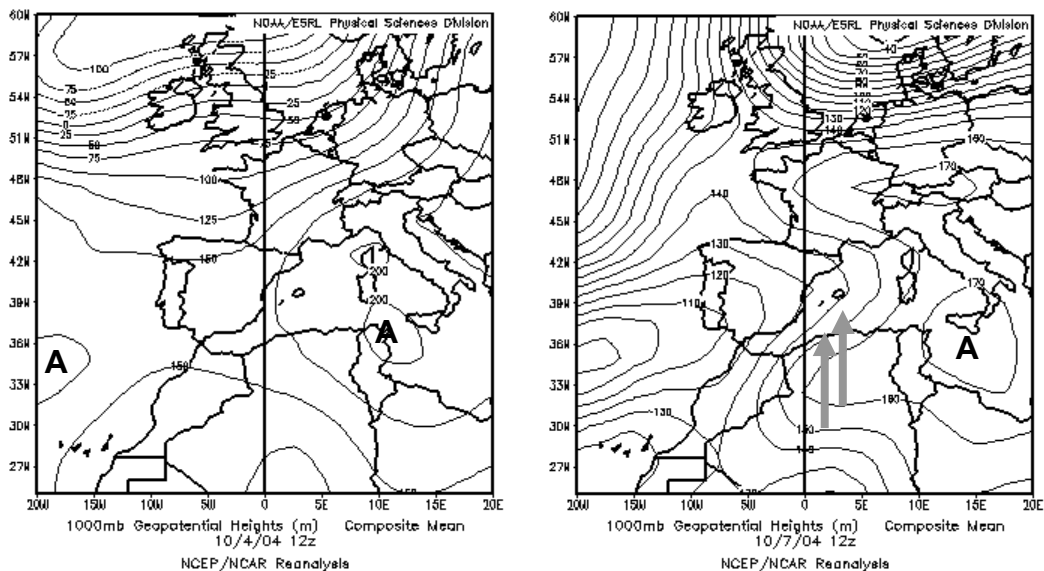 NOAA/ESRL Physical Sciences Division
60N
57N
54N
51N
48N
45N
42N
39N
36N
33N
30N
27N
100
75
50
25
0
25
50
75
100
125
150
25
25
50
75
200
200
150
A
A
20W
15W
10W
5W
0
5E
10E
15E
20E
1000mb Geopotential Heights (m) Composite Mean
10/4/04 12z
NCEP/NCAR Reanalysis
NOAA/ESRL Physical Sciences Division
60N
57N
54N
51N
48N
45N
42N
39N
36N
33N
30N
27N
40
130
140
160
170
140
130
120
110
170
130
160
A
20W
15W
10W
5W
0
5E
10E
15E
20E
1000mb Geopotential Heights (m) Composite Mean
10/7/04 12z
NCEP/NCAR Reanalysis